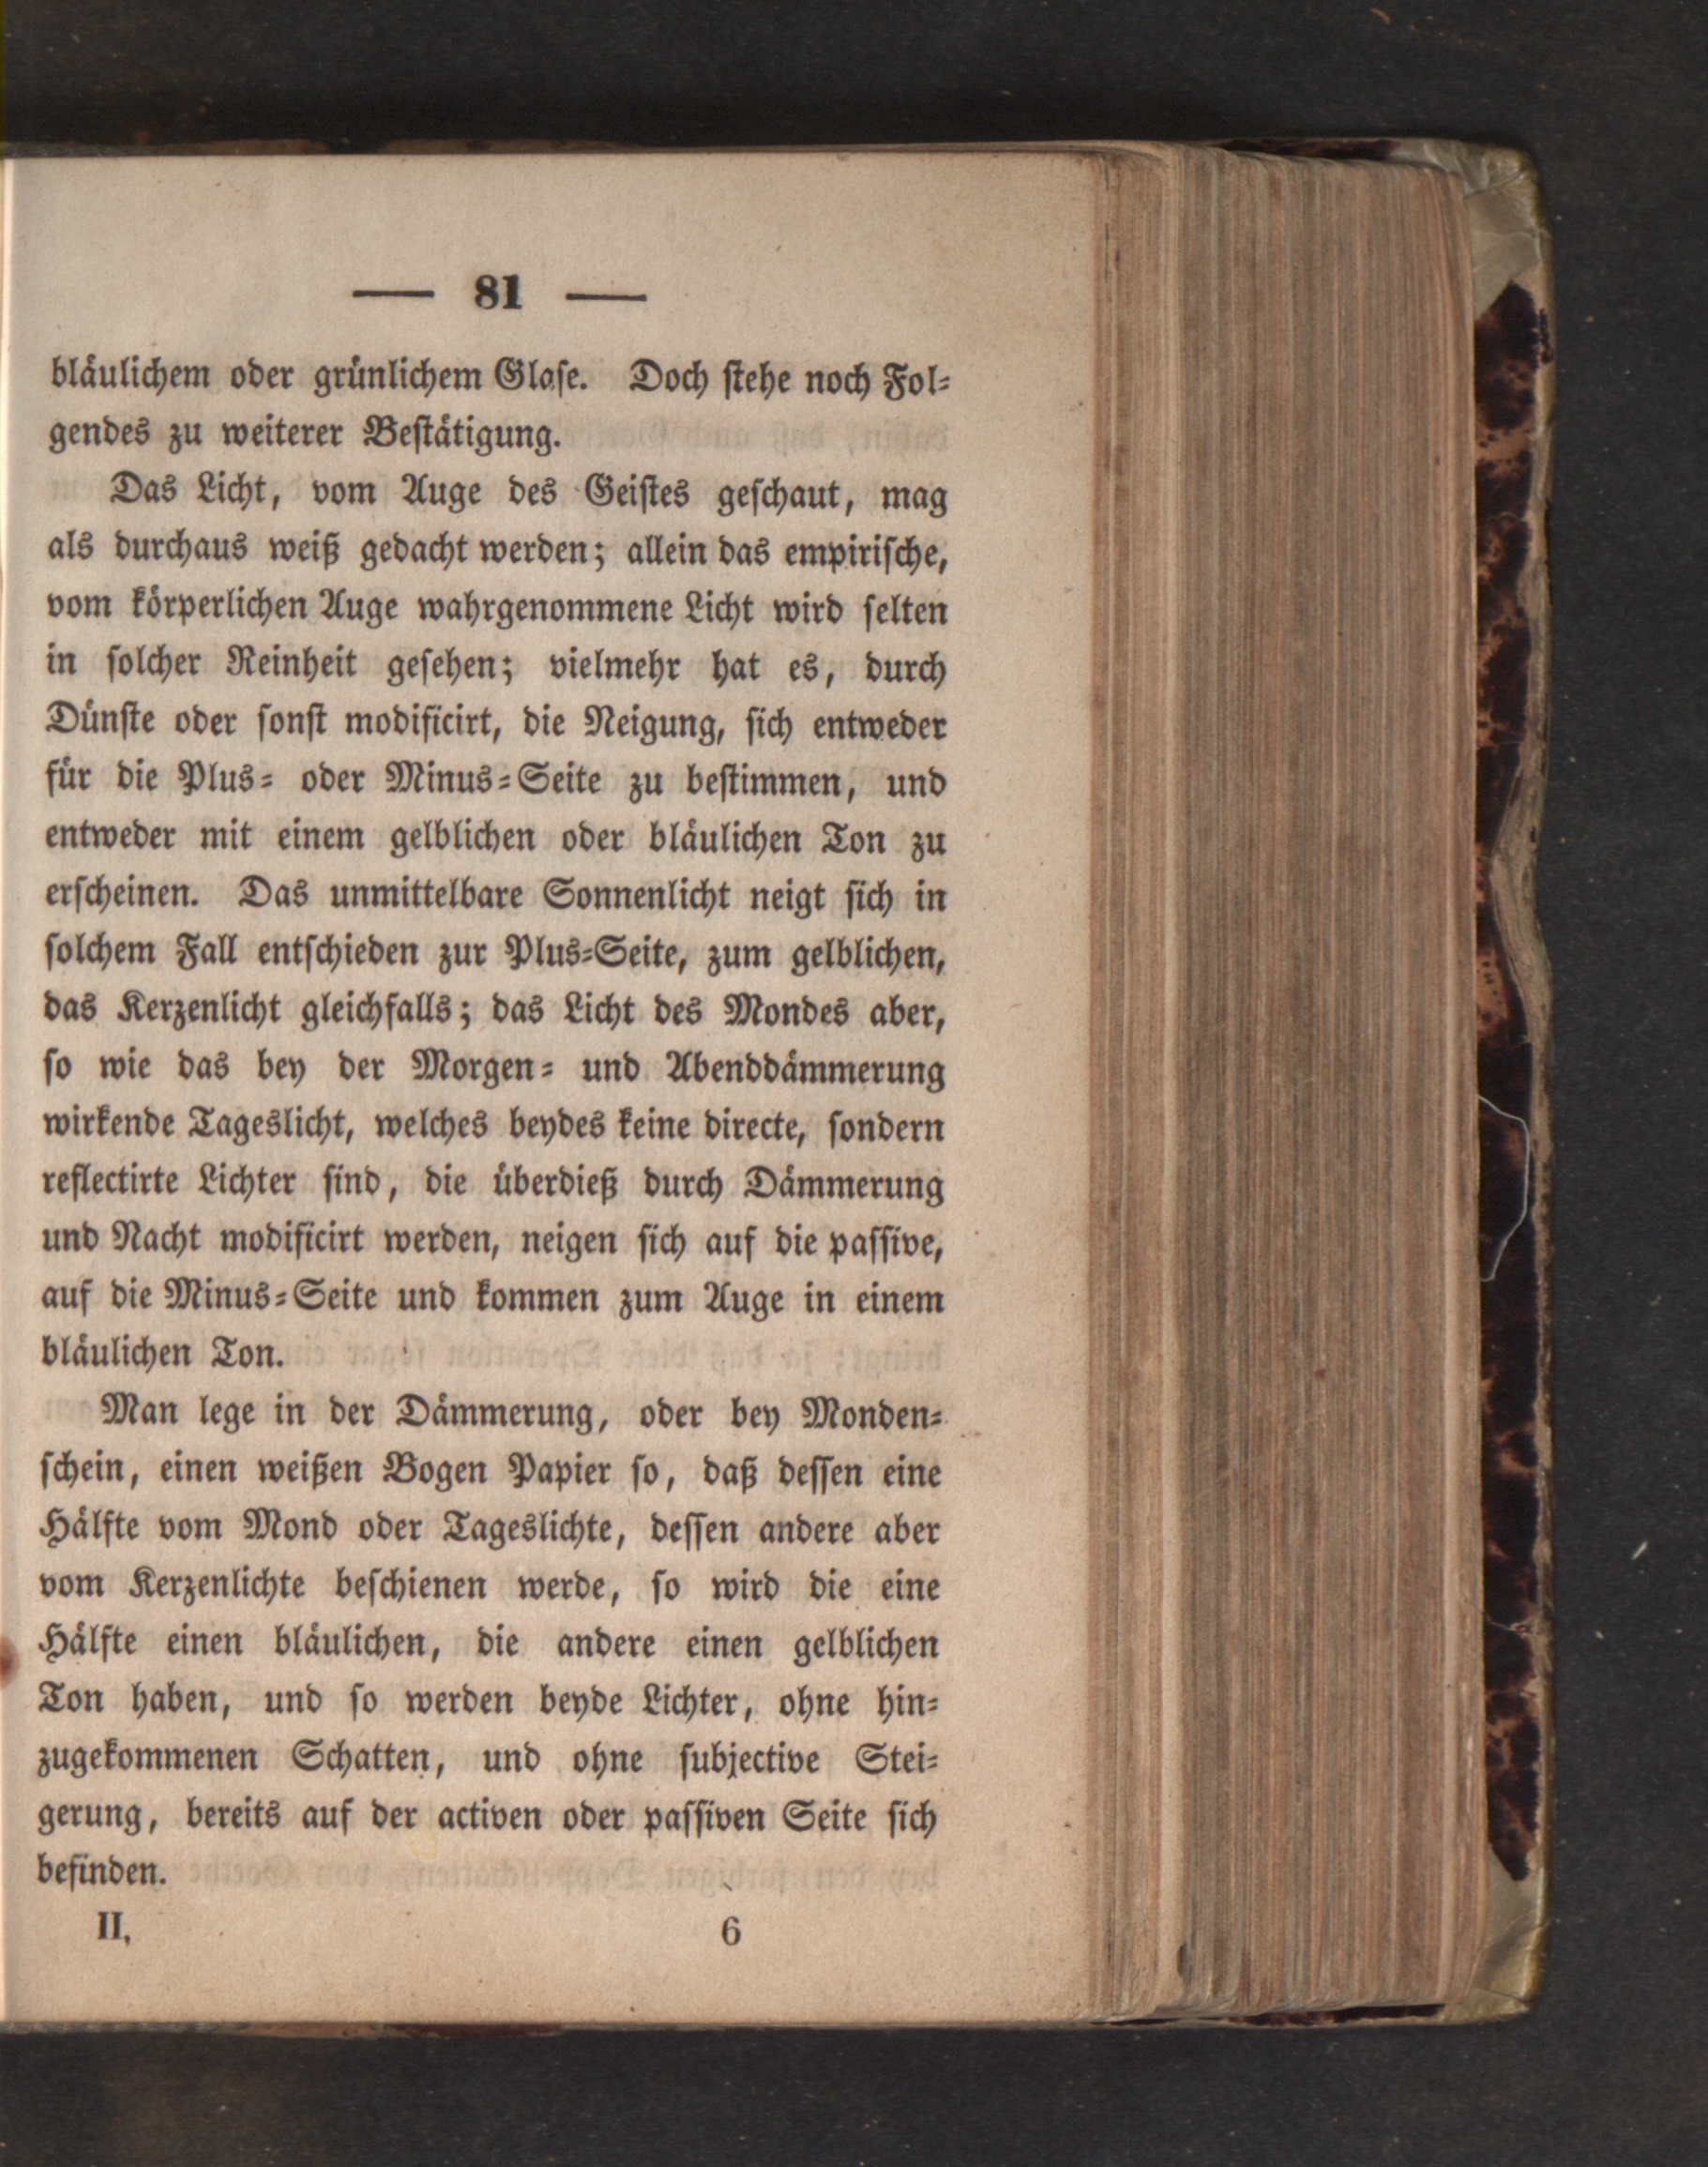 — 81 —
bläulichem oder grünlichem Glase. Doch stehe noch Fol-
gendes zu weiterer Bestätigung.
Das Licht, vom Auge des Geistes geschaut, mag
als durchaus weiß gedacht werden; allein das empirische,
vom körperlichen Auge wahrgenommene Licht wird selten
in solcher Reinheit gesehen; vielmehr hat es, durch
Dünste oder sonst modificirt, die Neigung, sich entweder
für die Plus- oder Minus-Seite zu bestimmen, und
entweder mit einem gelblichen oder bläulichen Ton zu
erscheinen. Das unmittelbare Sonnenlicht neigt sich in
solchem Fall entschieden zur Plus-Seite, zum gelblichen,
das Kerzenlicht gleichfalls; das Licht des Mondes aber,
so wie das bey der Morgen- und Abenddämmerung
wirkende Tageslicht, welches beydes keine directe, sondern
reflectirte Lichter sind, die überdieß durch Dämmerung
und Nacht modificirt werden, neigen sich auf die passive,
auf die Minus-Seite und kommen zum Auge in einem
bläulichen Ton.
Man lege in der Dämmerung, oder bey Monden-
schein, einen weißen Bogen Papier so, daß dessen eine
Hälfte vom Mond oder Tageslichte, dessen andere aber
vom Kerzenlichte beschienen werde, so wird die eine
Hälfte einen bläulichen, die andere einen gelblichen
Ton haben, und so werden beyde Lichter, ohne hin-
zugekommenen Schatten, und ohne subjective Stei-
gerung, bereits auf der activen oder passiven Seite sich
befinden.
II. 6